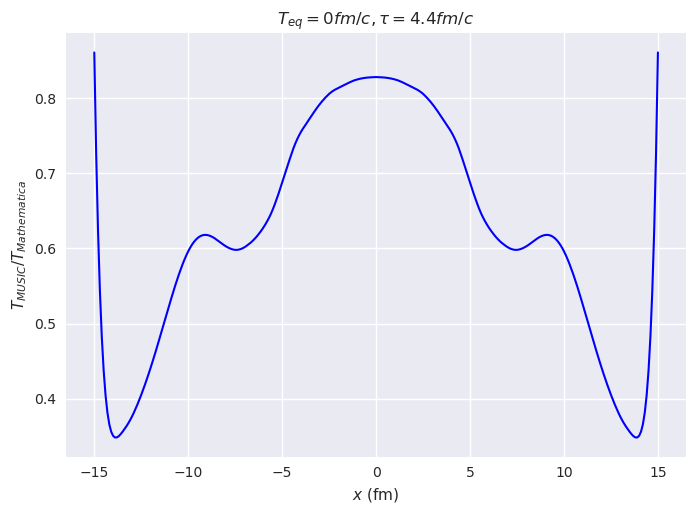 T_eq = 0fm/c, τ = 4.4fm/c
T_MUSIC/T_Mathematica
0.8
0.7
0.6
0.5
0.4
−15 −10 −5 0 5 10 15
x (fm)